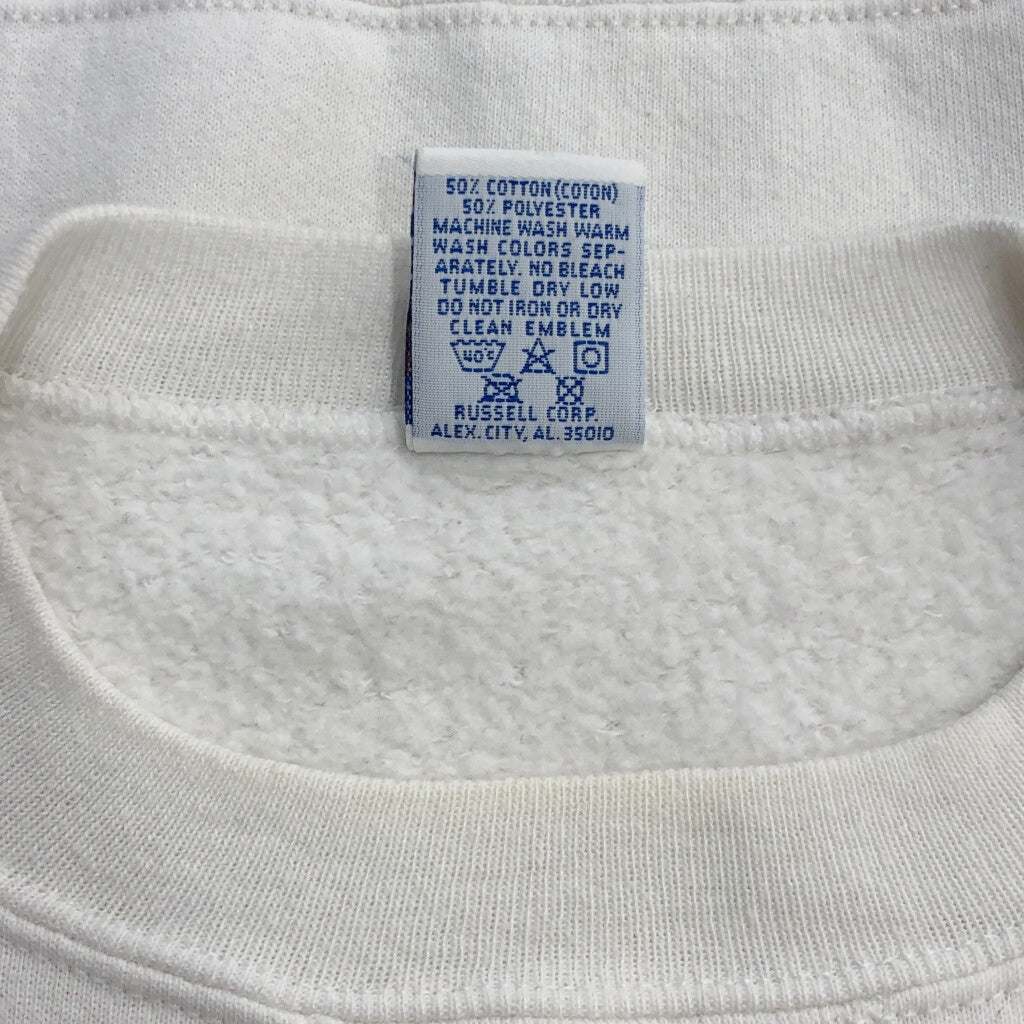 50% COTTON (COTON)
50% POLYESTER
MACHINE WASH WARM
WASH COLORS SEP-
ARATELY. NO BLEACH
TUMBLE DRY LOW
DO NOT IRON OR DRY
CLEAN EMBLEM
40°C
RUSSELL CORP.
ALEX. CITY, AL. 35010